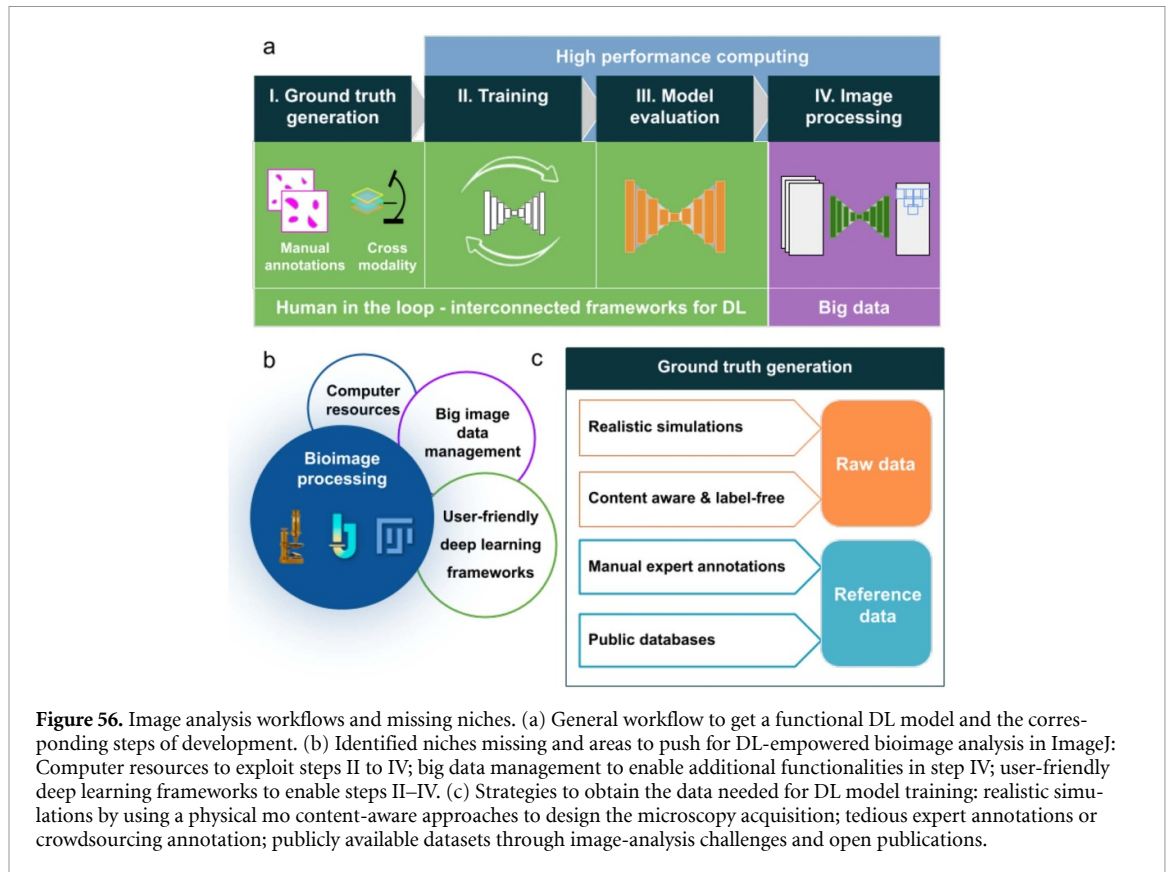 a
High performance computing
I. Ground truth
generation
II. Training
III. Model
evaluation
IV. Image
processing
Manual
annotations
Cross
modality
Human in the loop - interconnected frameworks for DL
Big data
b
Computer
resources
Big image
data
management
Bioimage
processing
User-friendly
deep learning
frameworks
c
Ground truth generation
Realistic simulations
Content aware & label-free
Raw data
Manual expert annotations
Public databases
Reference
data
Figure 56. Image analysis workflows and missing niches. (a) General workflow to get a functional DL model and the corres-
ponding steps of development. (b) Identified niches missing and areas to push for DL-empowered bioimage analysis in ImageJ:
Computer resources to exploit steps II to IV; big data management to enable additional functionalities in step IV; user-friendly
deep learning frameworks to enable steps II–IV. (c) Strategies to obtain the data needed for DL model training: realistic simu-
lations by using a physical mo content-aware approaches to design the microscopy acquisition; tedious expert annotations or
crowdsourcing annotation; publicly available datasets through image-analysis challenges and open publications.